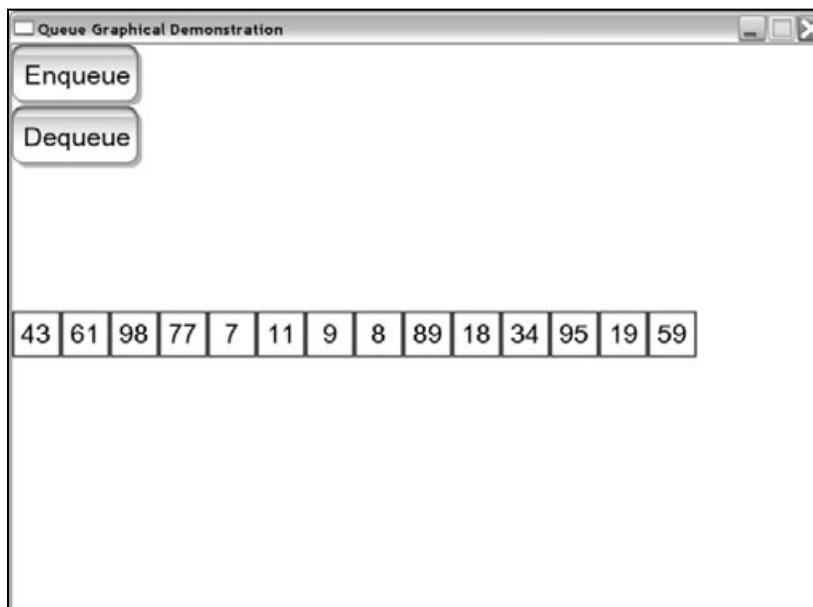 Queue Graphical Demonstration
Enqueue
Dequeue
43 61 98 77 7 11 9 8 89 18 34 95 19 59